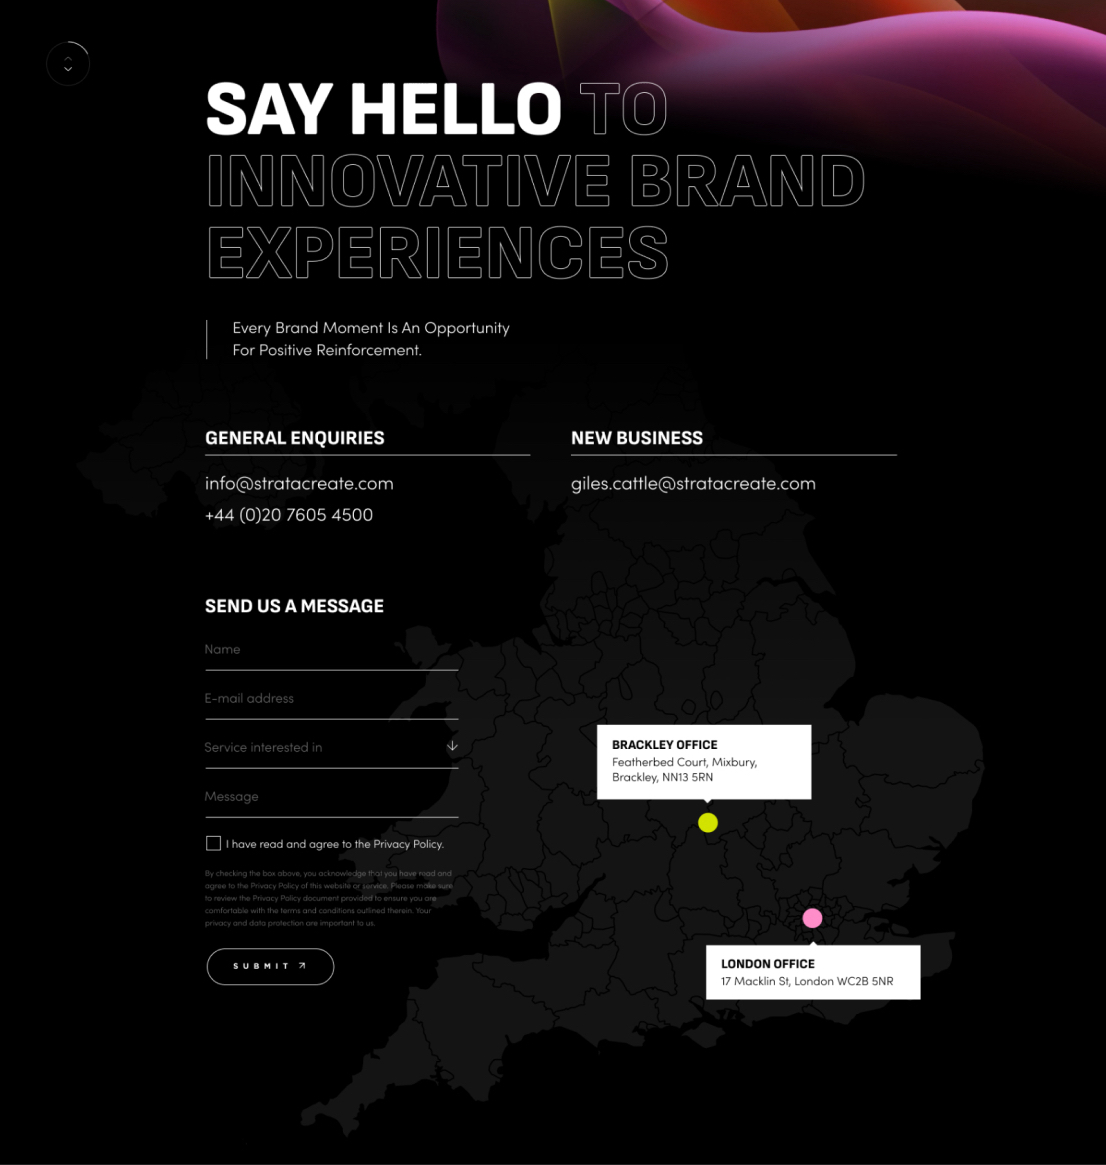 SAY HELLO TO
INNOVATIVE BRAND
EXPERIENCES
Every Brand Moment Is An Opportunity
For Positive Reinforcement.
GENERAL ENQUIRIES
info@stratacreate.com
+44 (0)20 7605 4500
NEW BUSINESS
giles.cattle@stratacreate.com
SEND US A MESSAGE
Name
E-mail address
Service interested in
Message
I have read and agree to the Privacy Policy.
By checking the box above, you acknowledge that you have read and
agree to the Privacy Policy of this website or service. Please make sure
to review the Privacy Policy document provided to ensure you are
comfortable with the terms and conditions outlined therein. Your
privacy and data protection are important to us.
SUBMIT
BRACKLEY OFFICE
Featherbed Court, Mixbury,
Brackley, NN13 5RN
LONDON OFFICE
17 Macklin St, London WC2B 5NR